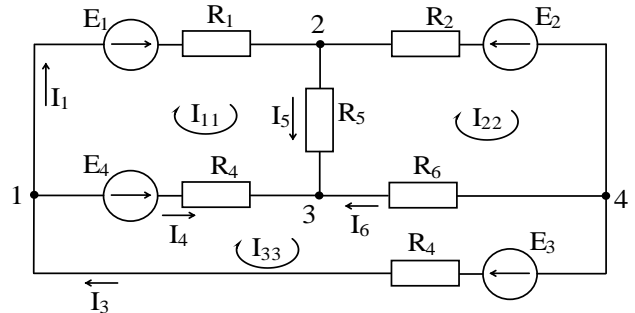 E1 R1 2 R2 E2
I1 I11 I5 R5 I22
E4 R4 R6
1 3 4
I4 I6
I33 R4 E3
I3